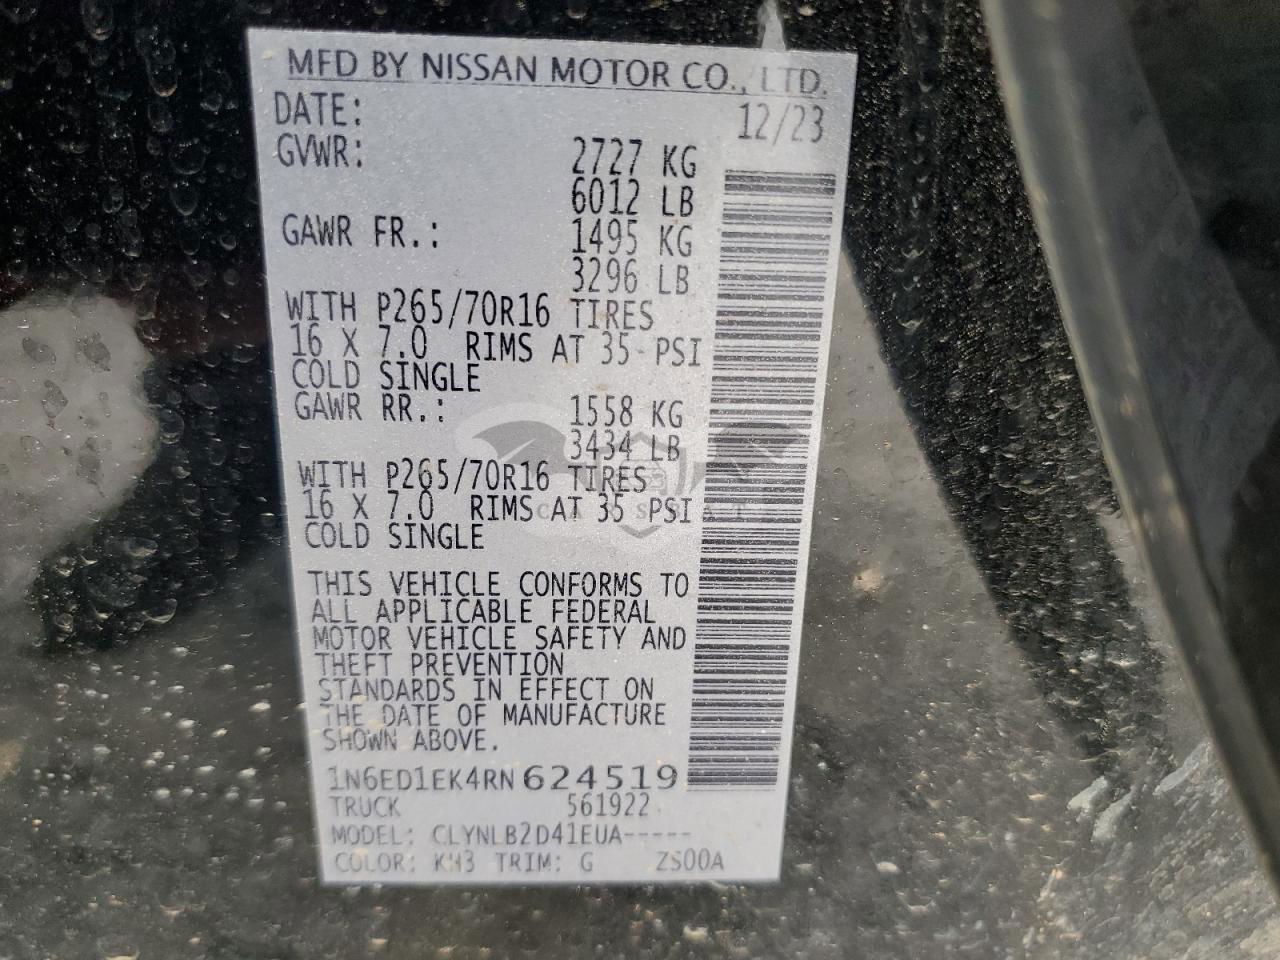 MFD BY NISSAN MOTOR CO., LTD.
DATE: 12/23
GVWR: 2727 KG
6012 LB
GAWR FR.: 1495 KG
3296 LB
WITH P265/70R16 TIRES
16 X 7.0 RIMS AT 35 PSI
COLD SINGLE
GAWR RR.: 1558 KG
3434 LB
WITH P265/70R16 TIRES
16 X 7.0 RIMS AT 35 PSI
COLD SINGLE
THIS VEHICLE CONFORMS TO
ALL APPLICABLE FEDERAL
MOTOR VEHICLE SAFETY AND
THEFT PREVENTION
STANDARDS IN EFFECT ON
THE DATE OF MANUFACTURE
SHOWN ABOVE.
1N6ED1EK4RN624519
TRUCK 561922
MODEL: CLYNLB2D41EUA-----
COLOR: KH3 TRIM: G ZS00A